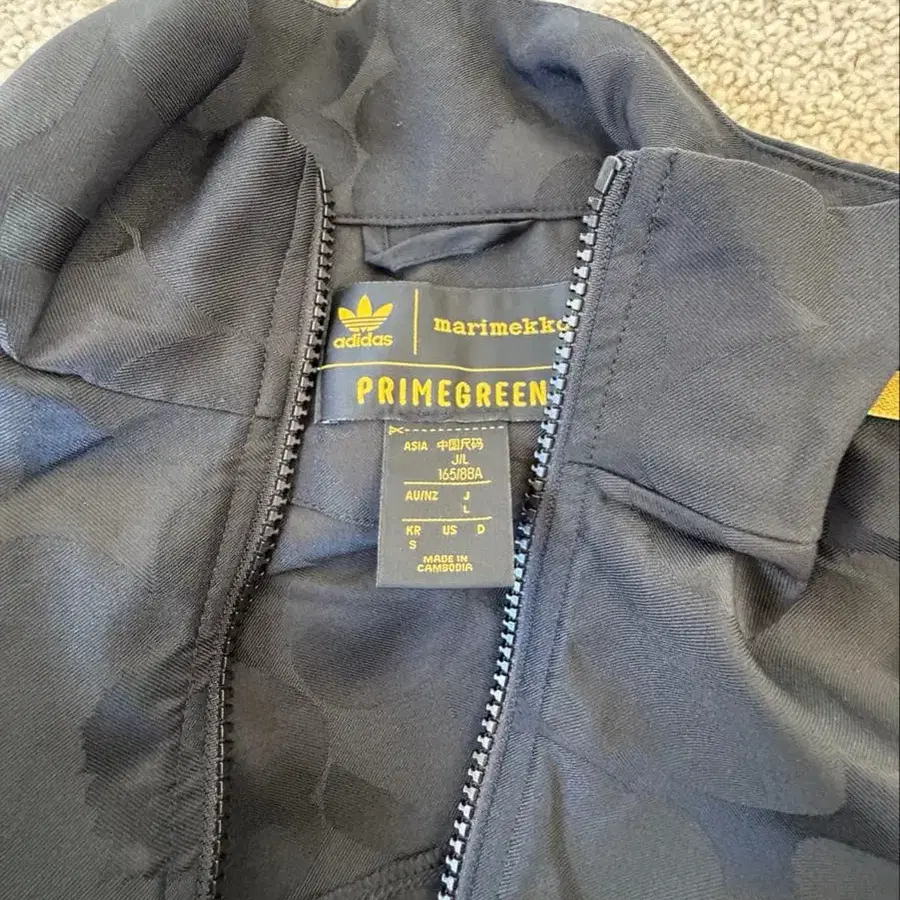 adidas
marimekko
PRIMEGREEN
ASIA 中国尺码
J/L
165/88A
AU/NZ J
L
KR US D
S
MADE IN
CAMBODIA